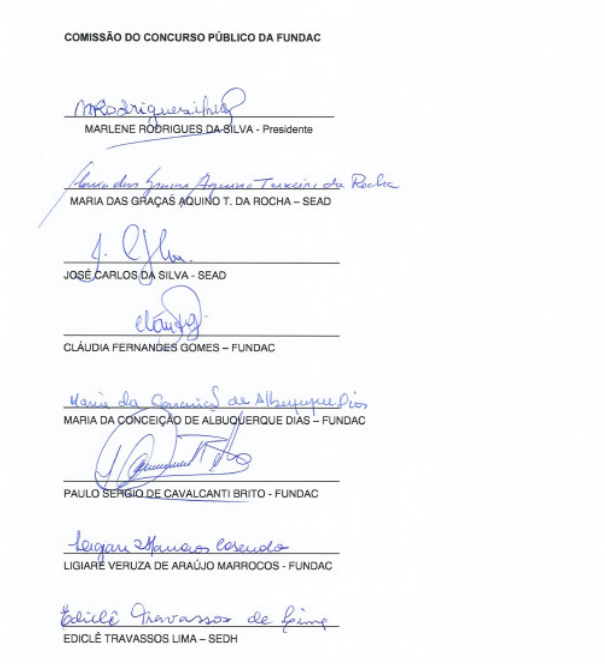 COMISSÃO DO CONCURSO PÚBLICO DA FUNDAC
MARLENE RODRIGUES DA SILVA - Presidente
Maria das Graças Aquino Teixeira da Rocha
MARIA DAS GRAÇAS AQUINO T. DA ROCHA – SEAD
JOSÉ CARLOS DA SILVA - SEAD
CLÁUDIA FERNANDES GOMES – FUNDAC
Maria da Conceição de Albuquerque Dias
MARIA DA CONCEIÇÃO DE ALBUQUERQUE DIAS – FUNDAC
PAULO SERGIO DE CAVALCANTI BRITO - FUNDAC
LIGIARE VERUZA DE ARAÚJO MARROCOS - FUNDAC
Ediclê Travassos de Lima
EDICLÊ TRAVASSOS LIMA – SEDH